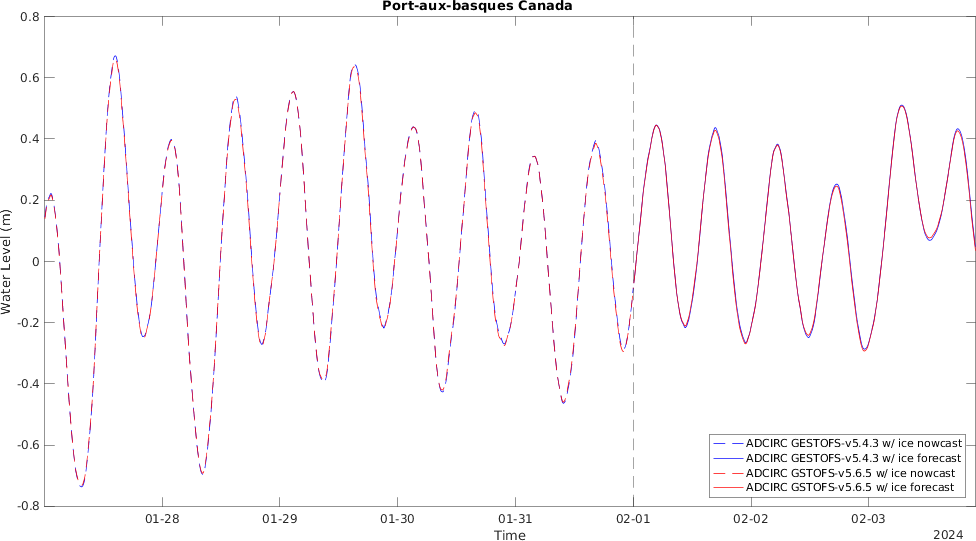 Port-aux-basques Canada
0.8
0.6
0.4
0.2
0
-0.2
-0.4
-0.6
-0.8
Water Level (m)
ADCIRC GESTOFS-v5.4.3 w/ ice nowcast
ADCIRC GESTOFS-v5.4.3 w/ ice forecast
ADCIRC GSTOFS-v5.6.5 w/ ice nowcast
ADCIRC GSTOFS-v5.6.5 w/ ice forecast
01-28 01-29 01-30 01-31 02-01 02-02 02-03
Time
2024